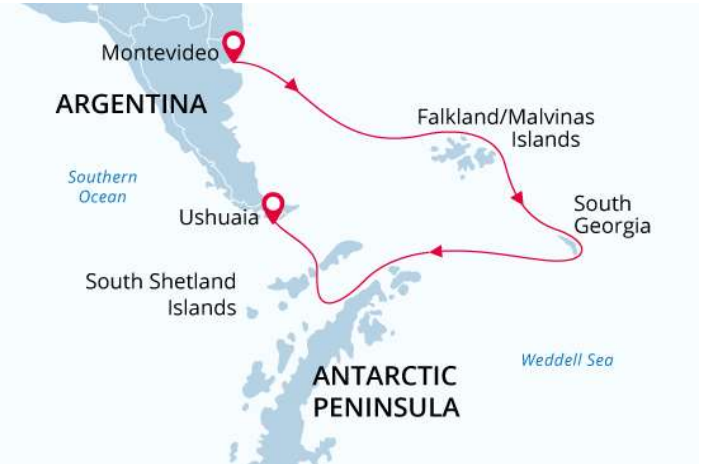 Montevideo
ARGENTINA
Falkland/Malvinas
Islands
Southern
Ocean
South
Georgia
Ushuaia
South Shetland
Islands
Weddell Sea
ANTARCTIC
PENINSULA